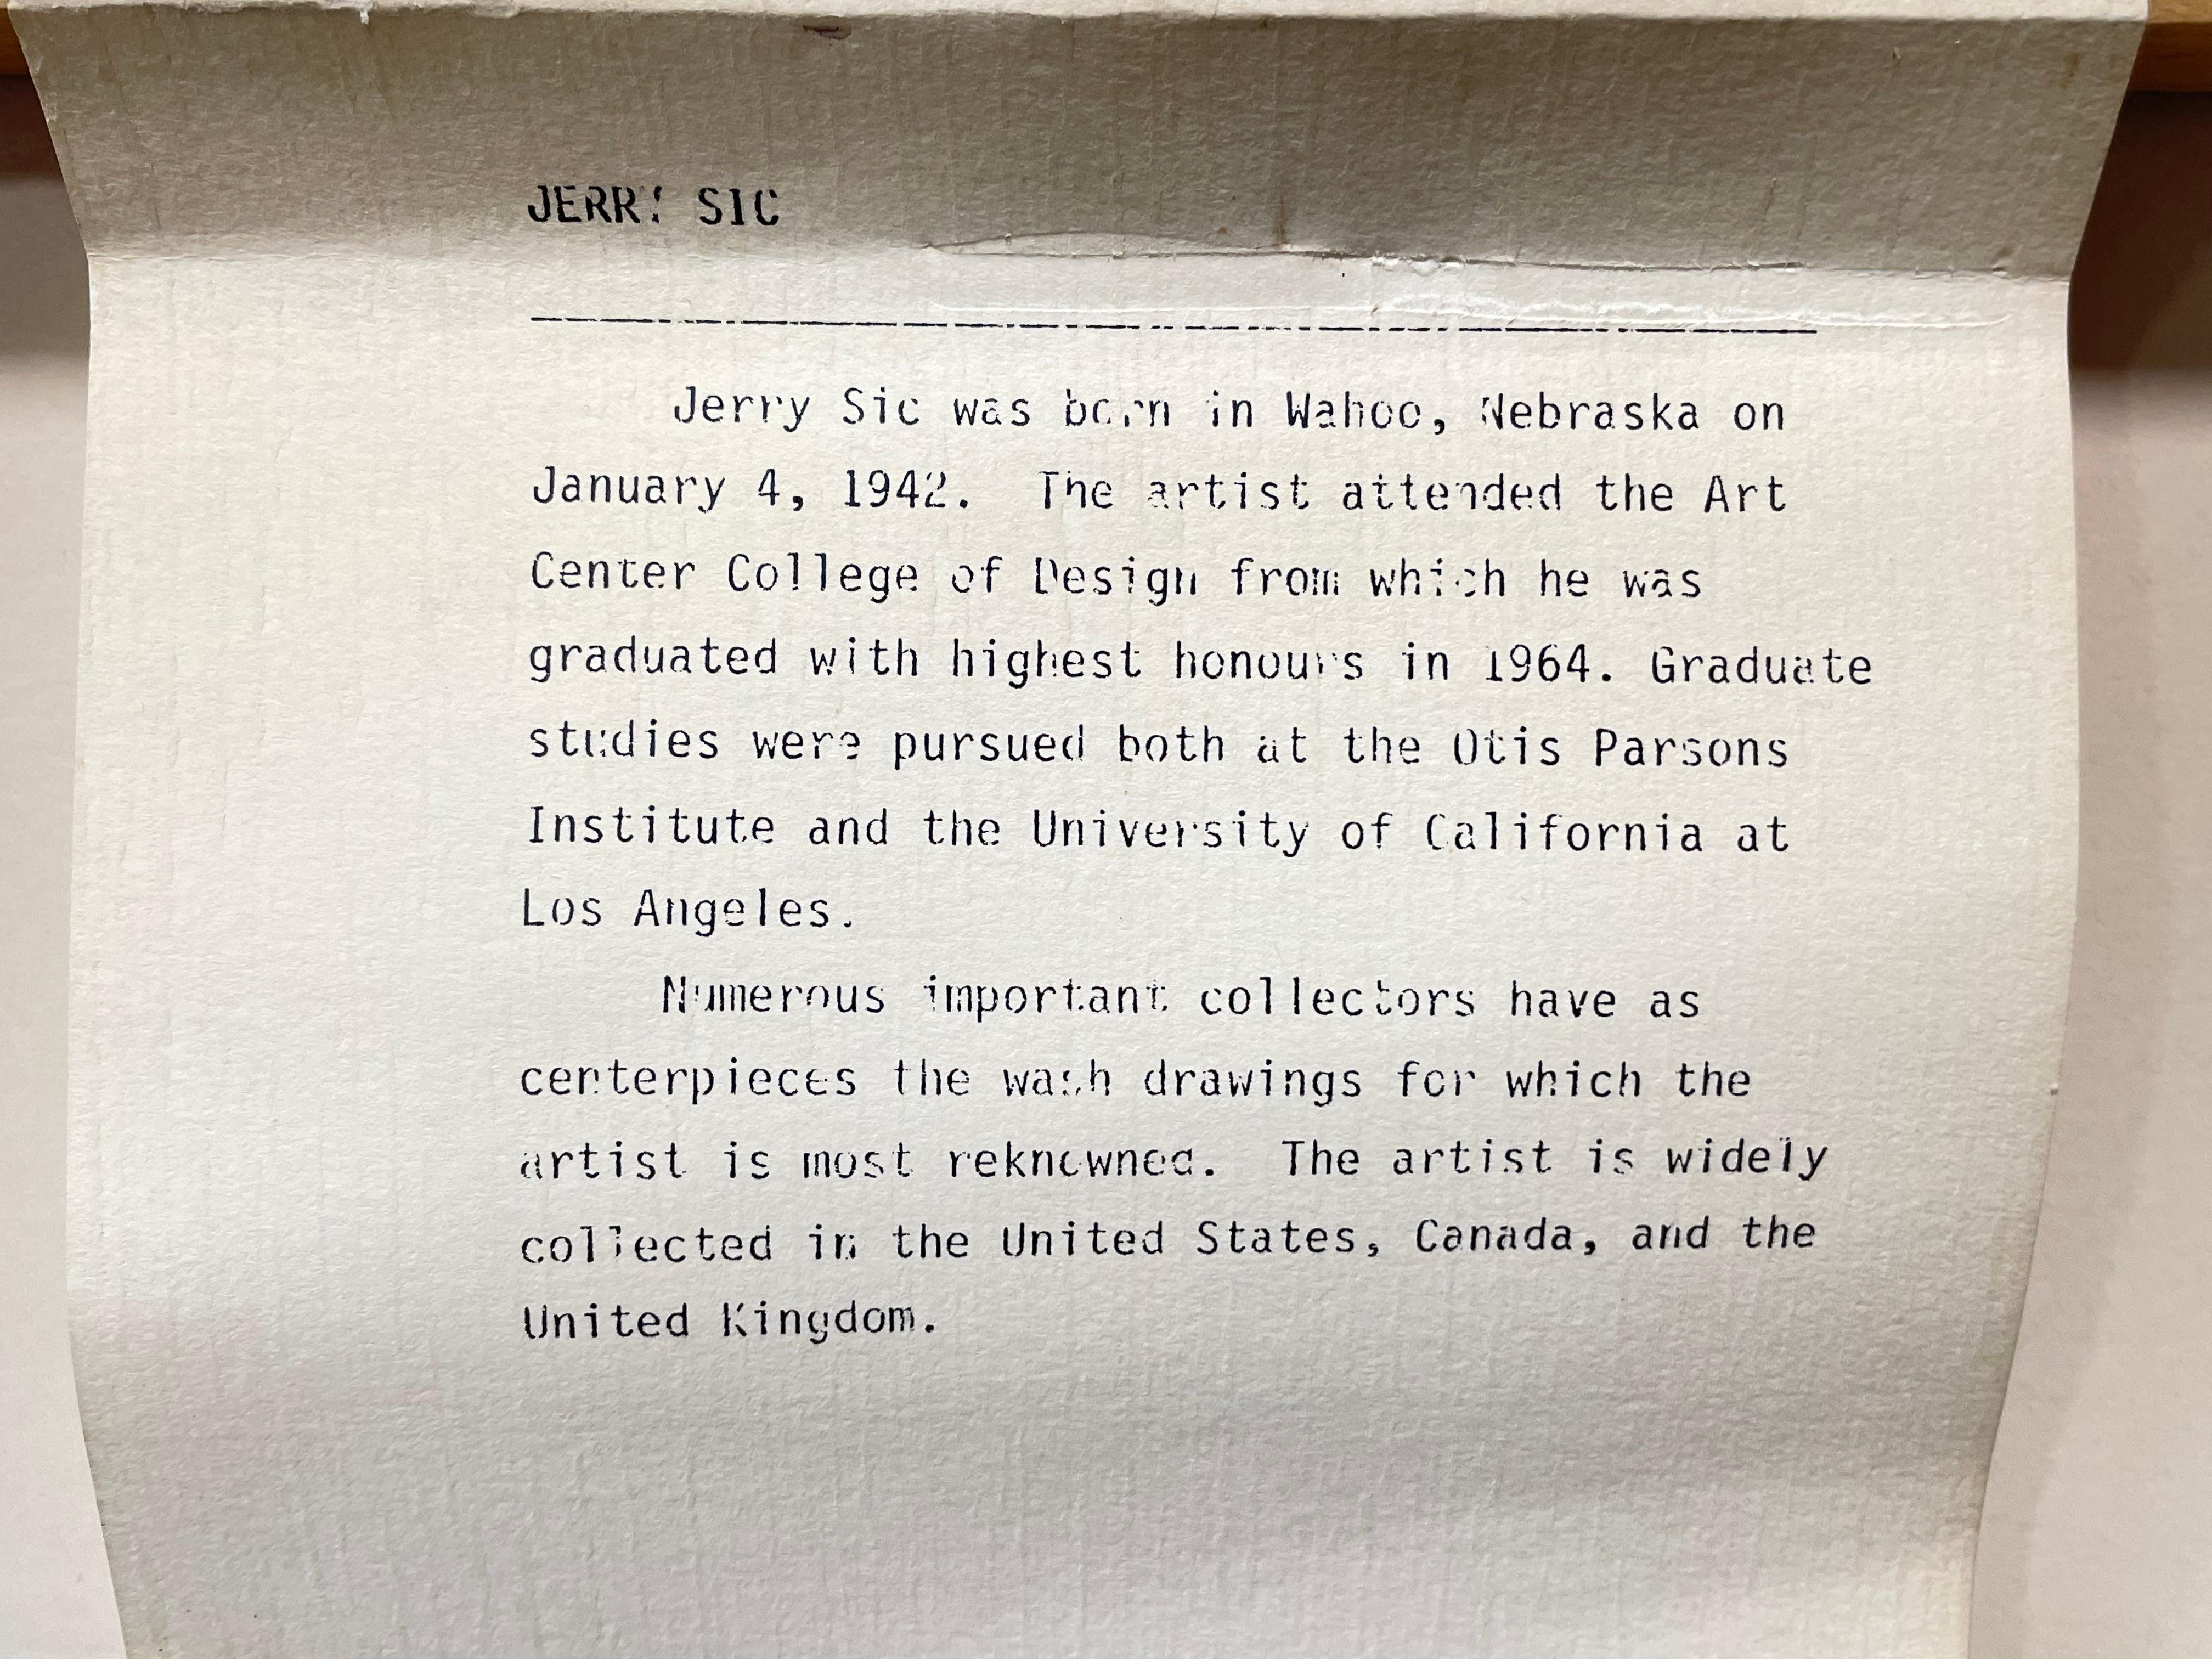 JERRY SIC
Jerry Sic was born in Wahoo, Nebraska on
January 4, 1942. The artist attended the Art
Center College of Design from which he was
graduated with highest honours in 1964. Graduate
studies were pursued both at the Otis Parsons
Institute and the University of California at
Los Angeles.
Numerous important collectors have as
centerpieces the wash drawings for which the
artist is most reknowned. The artist is widely
collected in the United States, Canada, and the
United Kingdom.